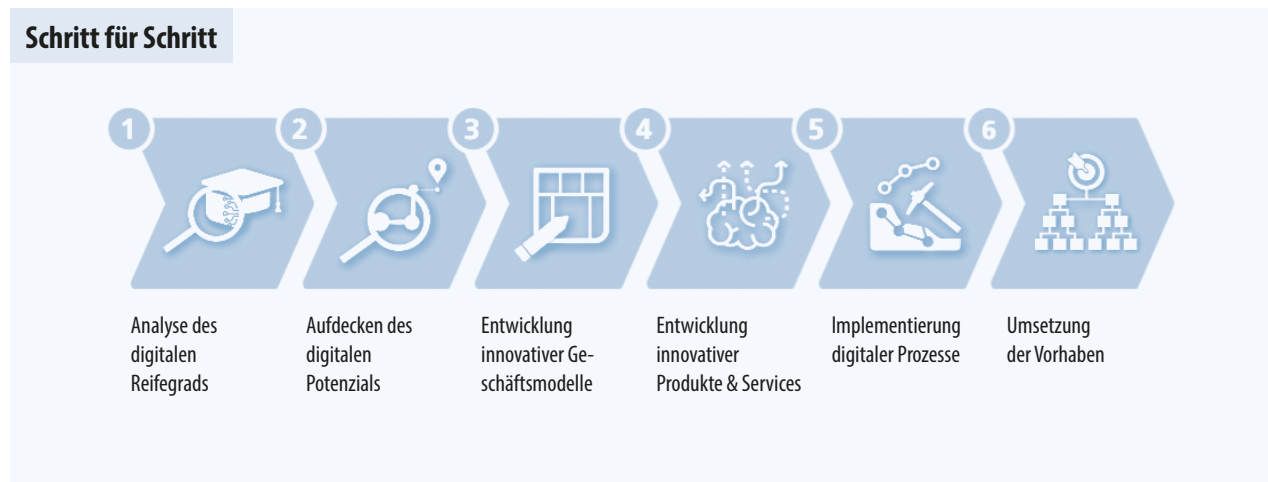 Schritt für Schritt
1
2
3
4
5
6
Analyse des
digitalen
Reifegrads
Aufdecken des
digitalen
Potenzials
Entwicklung
innovativer Ge-
schäftsmodelle
Entwicklung
innovativer
Produkte & Services
Implementierung
digitaler Prozesse
Umsetzung
der Vorhaben